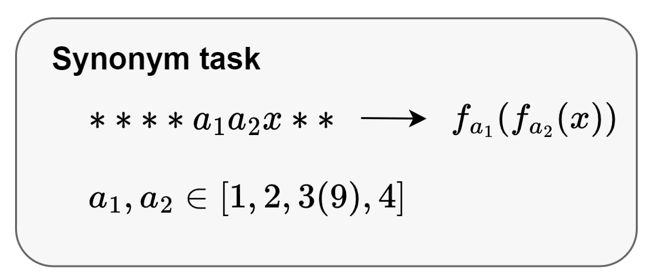 Synonym task
* * * * a₁a₂x * * ⟶ f_{a₁}(f_{a₂}(x))
a₁, a₂ ∈ [1, 2, 3(9), 4]